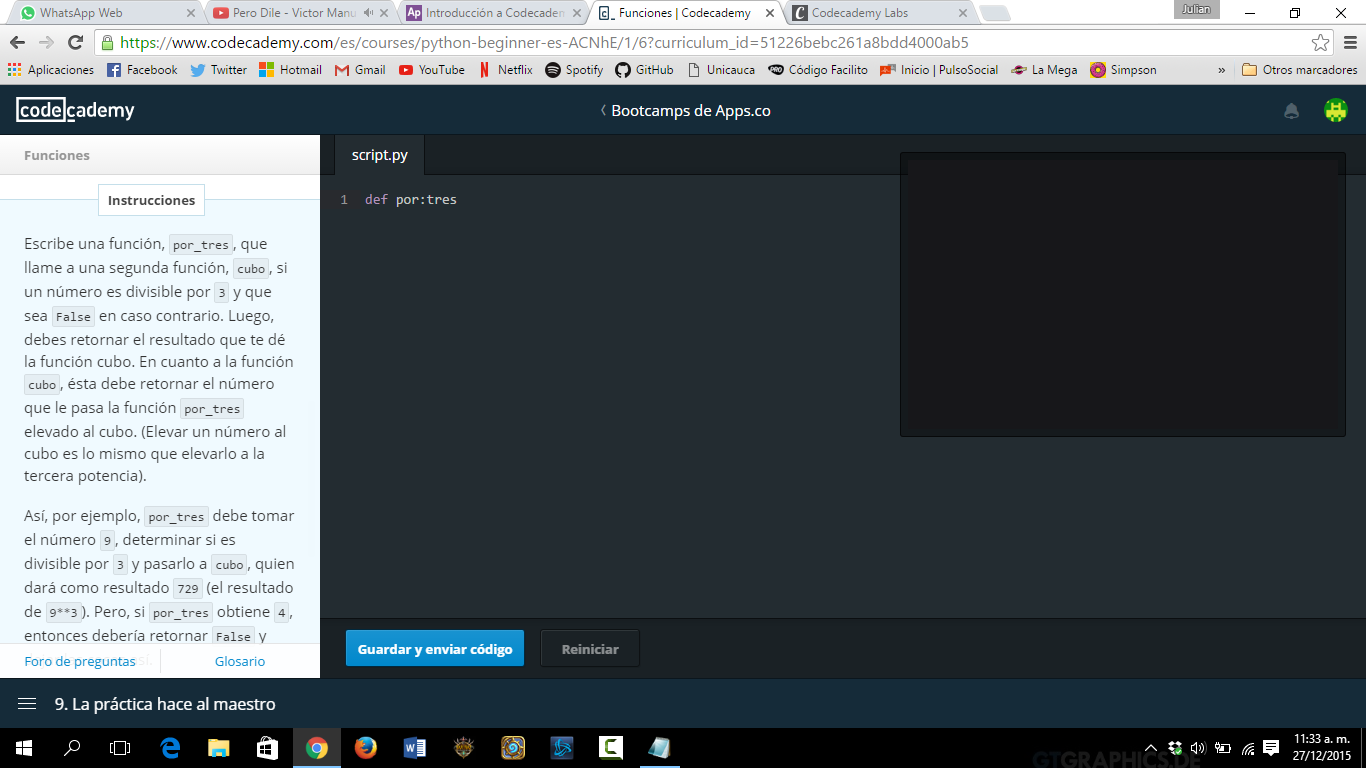 WhatsApp Web
Pero Dile - Victor Manu
Introducción a Codecadem
Funciones | Codecademy
Codecademy Labs
Julian
https://www.codecademy.com/es/courses/python-beginner-es-ACNhE/1/6?curriculum_id=51226bebc261a8bdd4000ab5
Aplicaciones
Facebook
Twitter
Hotmail
Gmail
YouTube
Netflix
Spotify
GitHub
Unicauca
Código Facilito
Inicio | PulsoSocial
La Mega
Simpson
»
Otros marcadores
codecademy
Bootcamps de Apps.co
Funciones
script.py
Instrucciones
1 def por:tres
Escribe una función, por_tres, que
llame a una segunda función, cubo, si
un número es divisible por 3 y que
sea False en caso contrario. Luego,
debes retornar el resultado que te dé
la función cubo. En cuanto a la función
cubo, ésta debe retornar el número
que le pasa la función por_tres
elevado al cubo. (Elevar un número al
cubo es lo mismo que elevarlo a la
tercera potencia).
Así, por ejemplo, por_tres debe tomar
el número 9, determinar si es
divisible por 3 y pasarlo a cubo, quien
dará como resultado 729 (el resultado
de 9**3). Pero, si por_tres obtiene 4,
entonces debería retornar False y
Foro de preguntas
Glosario
Guardar y enviar código
Reiniciar
9. La práctica hace al maestro
11:33 a. m.
27/12/2015
GTGRAPHICS.DE